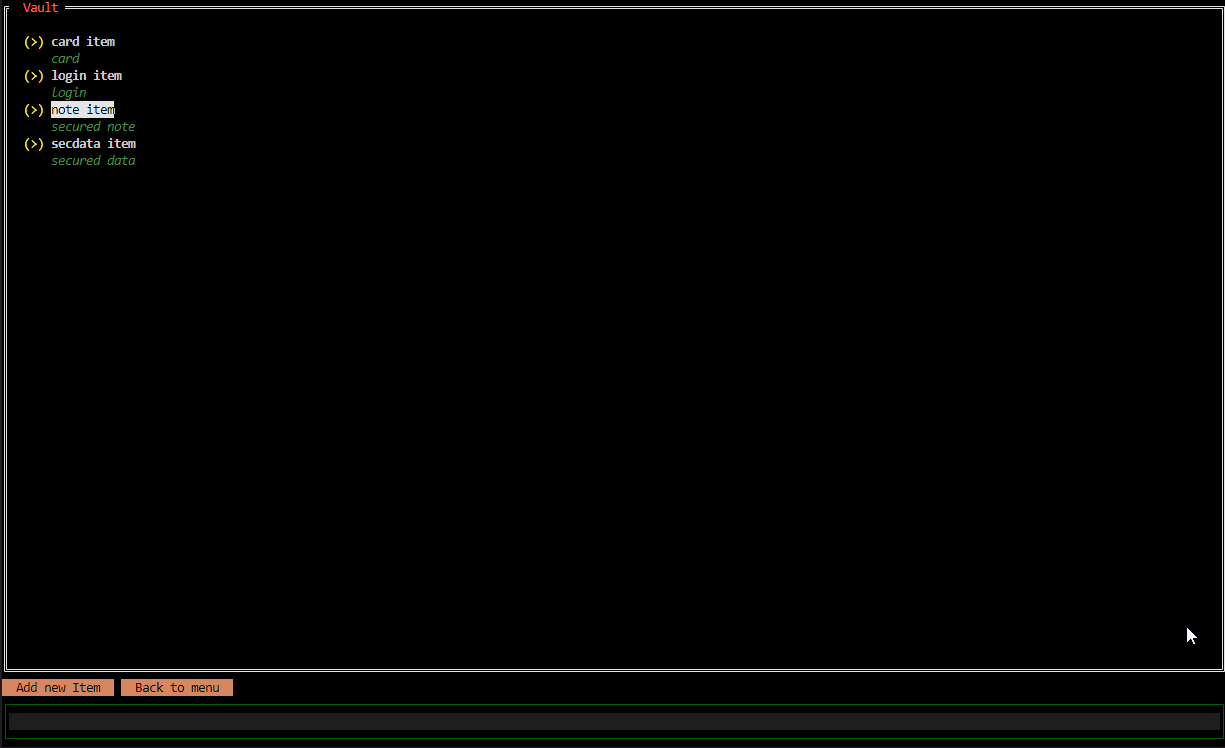 Vault
(>) card item
card
(>) login item
login
(>) note item
secured note
(>) secdata item
secured data
Add new Item
Back to menu